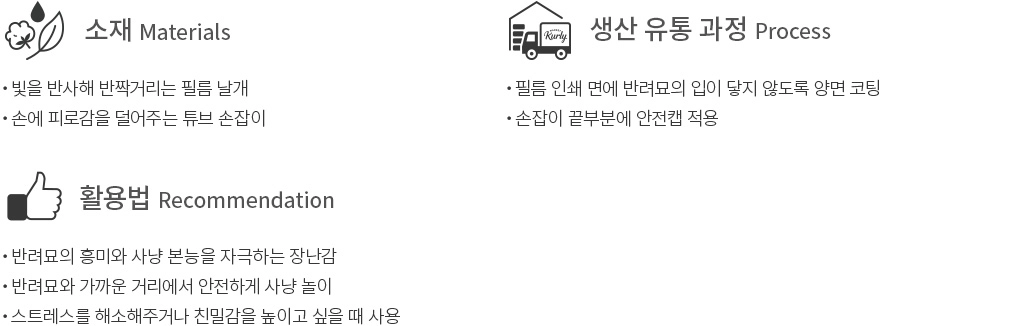 소재 Materials
• 빛을 반사해 반짝거리는 필름 날개
• 손에 피로감을 덜어주는 튜브 손잡이
Kurly
생산 유통 과정 Process
• 필름 인쇄 면에 반려묘의 입이 닿지 않도록 양면 코팅
• 손잡이 끝부분에 안전캡 적용
활용법 Recommendation
• 반려묘의 흥미와 사냥 본능을 자극하는 장난감
• 반려묘와 가까운 거리에서 안전하게 사냥 놀이
• 스트레스를 해소해주거나 친밀감을 높이고 싶을 때 사용